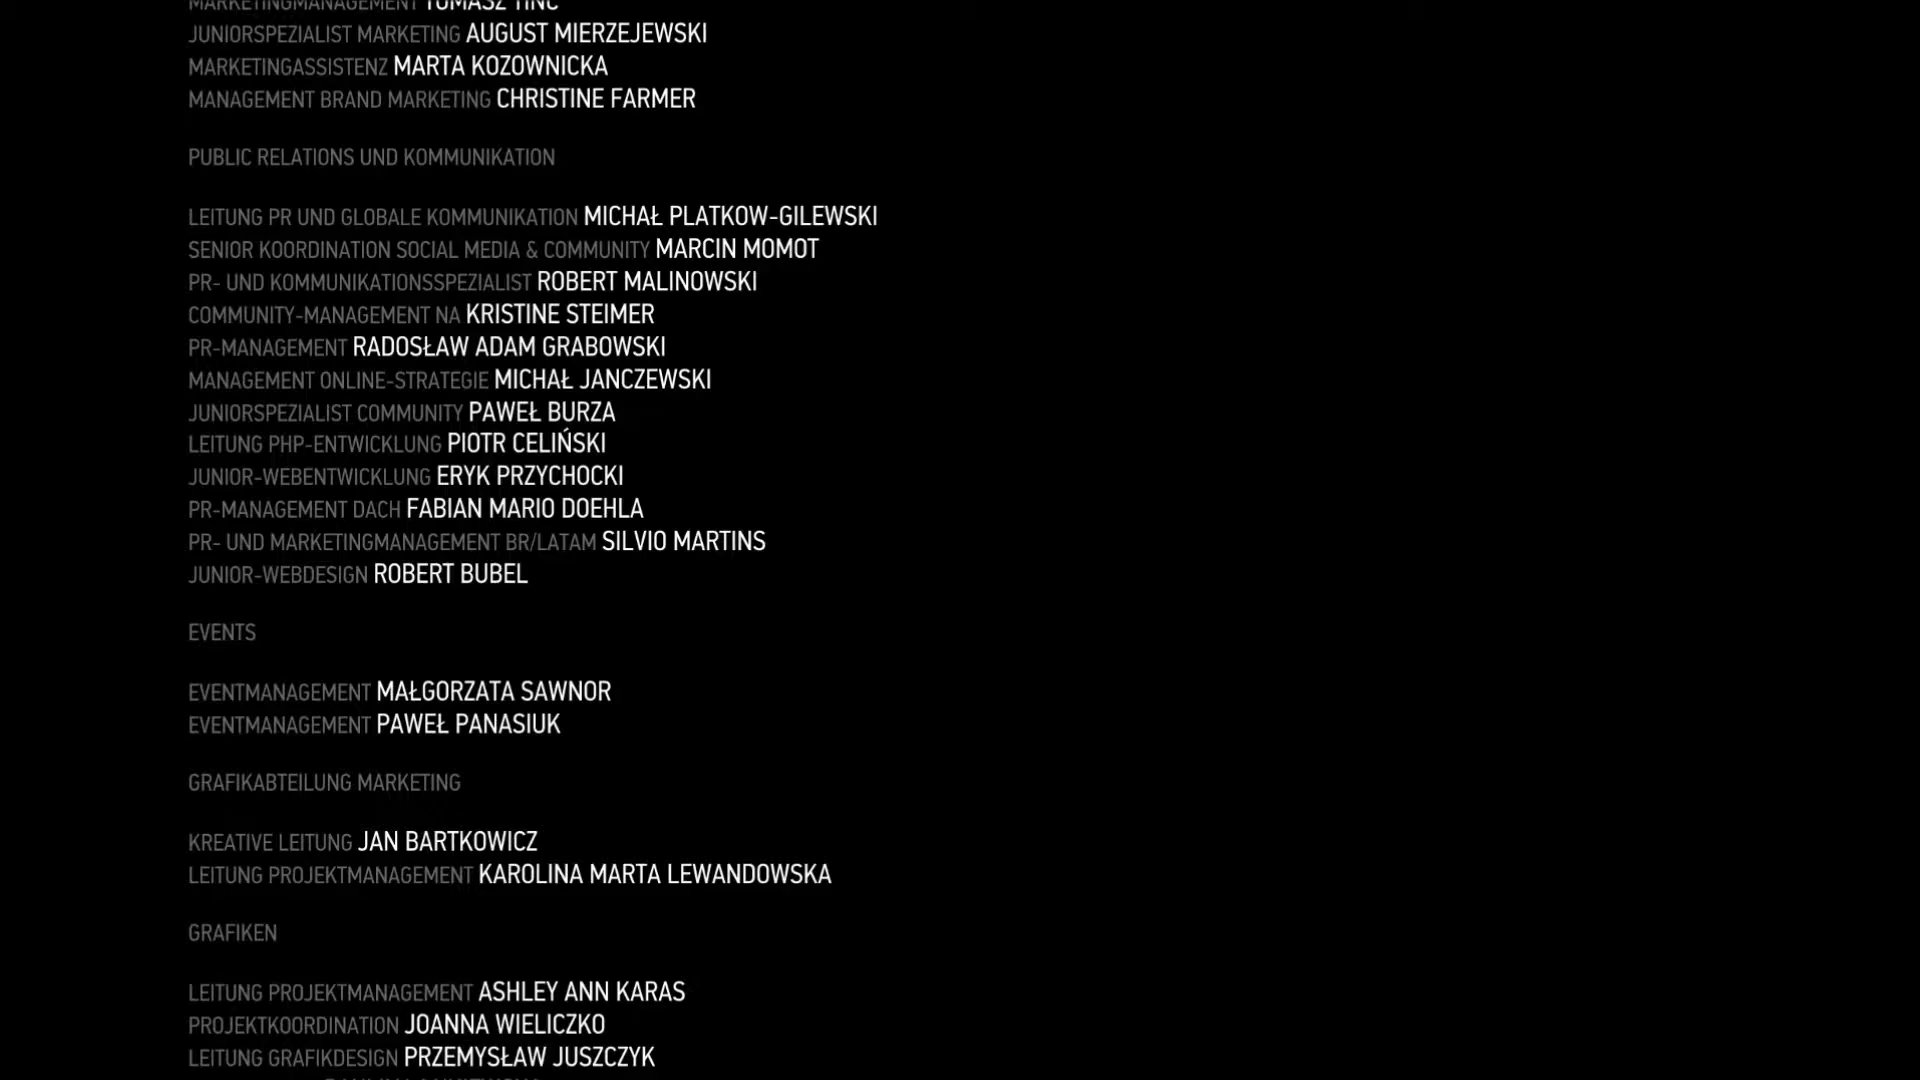 MARKETINGMANAGEMENT TOMASZ TINC
JUNIORSPEZIALIST MARKETING AUGUST MIERZEJEWSKI
MARKETINGASSISTENZ MARTA KOZOWNICKA
MANAGEMENT BRAND MARKETING CHRISTINE FARMER
PUBLIC RELATIONS UND KOMMUNIKATION
LEITUNG PR UND GLOBALE KOMMUNIKATION MICHAŁ PLATKOW-GILEWSKI
SENIOR KOORDINATION SOCIAL MEDIA & COMMUNITY MARCIN MOMOT
PR- UND KOMMUNIKATIONSSPEZIALIST ROBERT MALINOWSKI
COMMUNITY-MANAGEMENT NA KRISTINE STEIMER
PR-MANAGEMENT RADOSŁAW ADAM GRABOWSKI
MANAGEMENT ONLINE-STRATEGIE MICHAŁ JANCZEWSKI
JUNIORSPEZIALIST COMMUNITY PAWEŁ BURZA
LEITUNG PHP-ENTWICKLUNG PIOTR CELIŃSKI
JUNIOR-WEBENTWICKLUNG ERYK PRZYCHOCKI
PR-MANAGEMENT DACH FABIAN MARIO DOEHLA
PR- UND MARKETINGMANAGEMENT BR/LATAM SILVIO MARTINS
JUNIOR-WEBDESIGN ROBERT BUBEL
EVENTS
EVENTMANAGEMENT MAŁGORZATA SAWNOR
EVENTMANAGEMENT PAWEŁ PANASIUK
GRAFIKABTEILUNG MARKETING
KREATIVE LEITUNG JAN BARTKOWICZ
LEITUNG PROJEKTMANAGEMENT KAROLINA MARTA LEWANDOWSKA
GRAFIKEN
LEITUNG PROJEKTMANAGEMENT ASHLEY ANN KARAS
PROJEKTKOORDINATION JOANNA WIELICZKO
LEITUNG GRAFIKDESIGN PRZEMYSŁAW JUSZCZYK